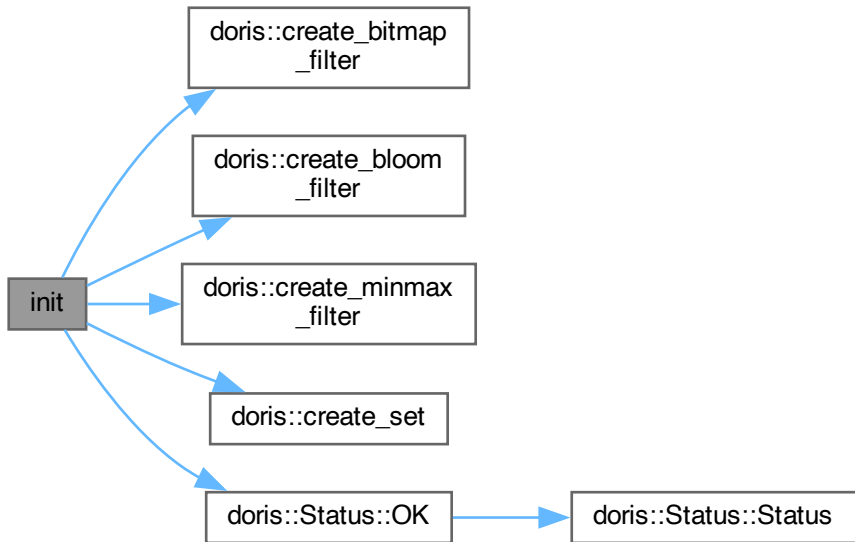 doris::create_bitmap
_filter
doris::create_bloom
_filter
init
doris::create_minmax
_filter
doris::create_set
doris::Status::OK
doris::Status::Status